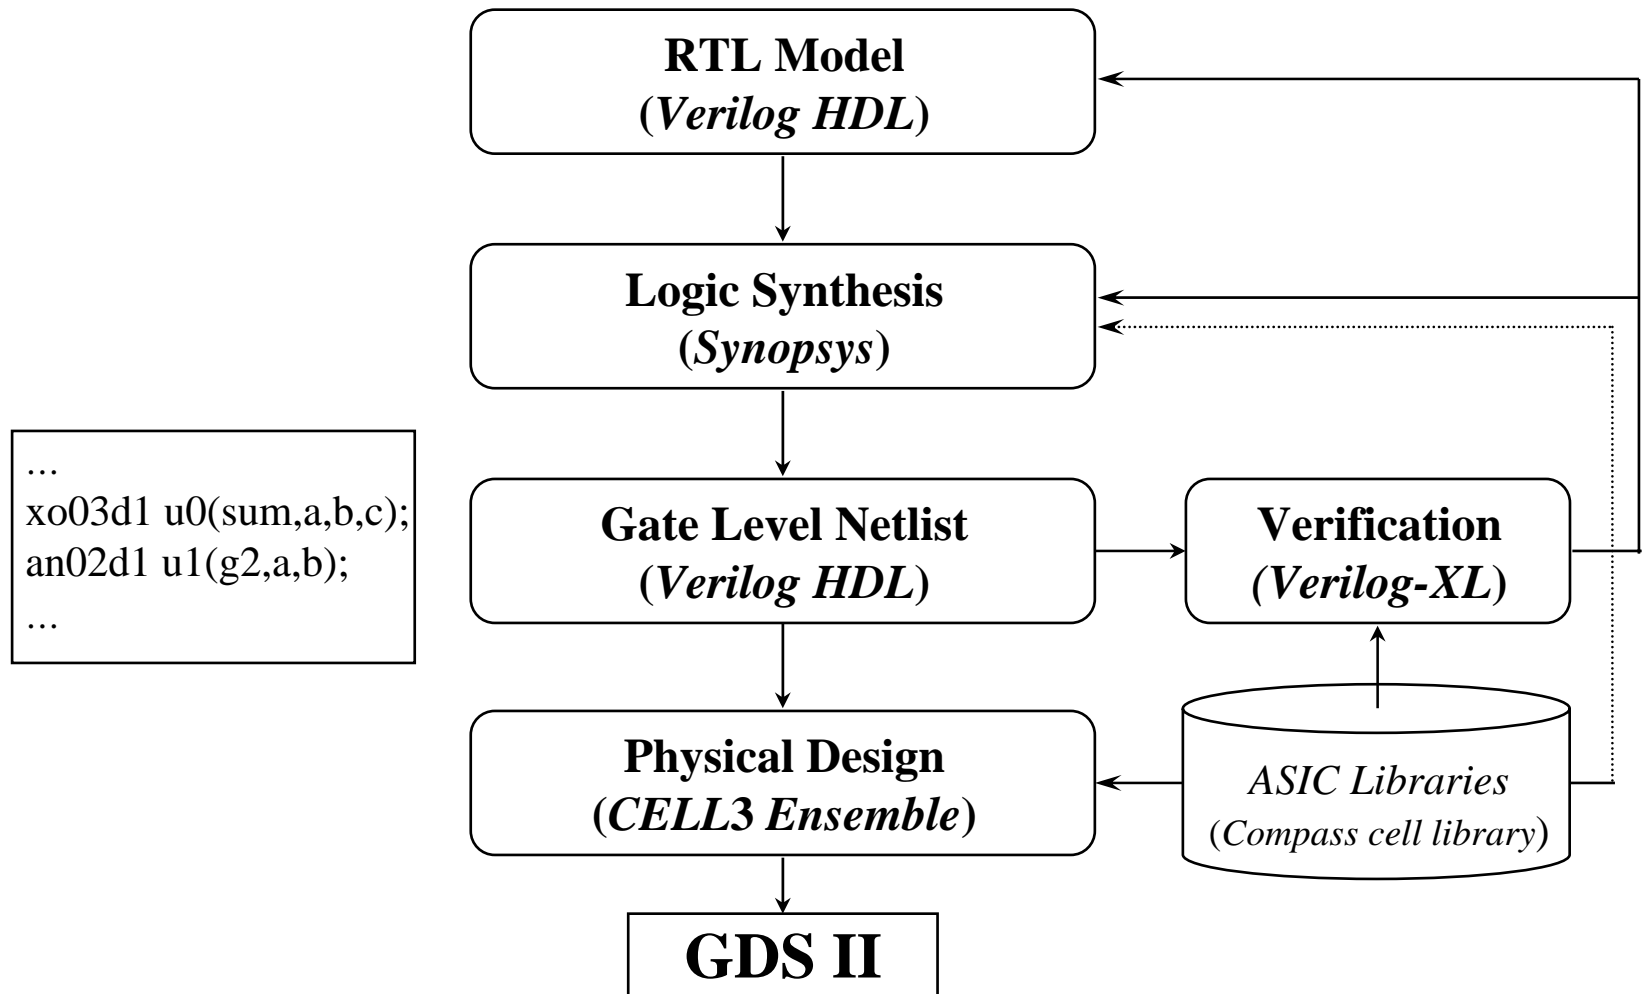 RTL Model
(Verilog HDL)
Logic Synthesis
(Synopsys)
...
xo03d1 u0(sum,a,b,c);
an02d1 u1(g2,a,b);
...
Gate Level Netlist
(Verilog HDL)
Verification
(Verilog-XL)
Physical Design
(CELL3 Ensemble)
ASIC Libraries
(Compass cell library)
GDS II